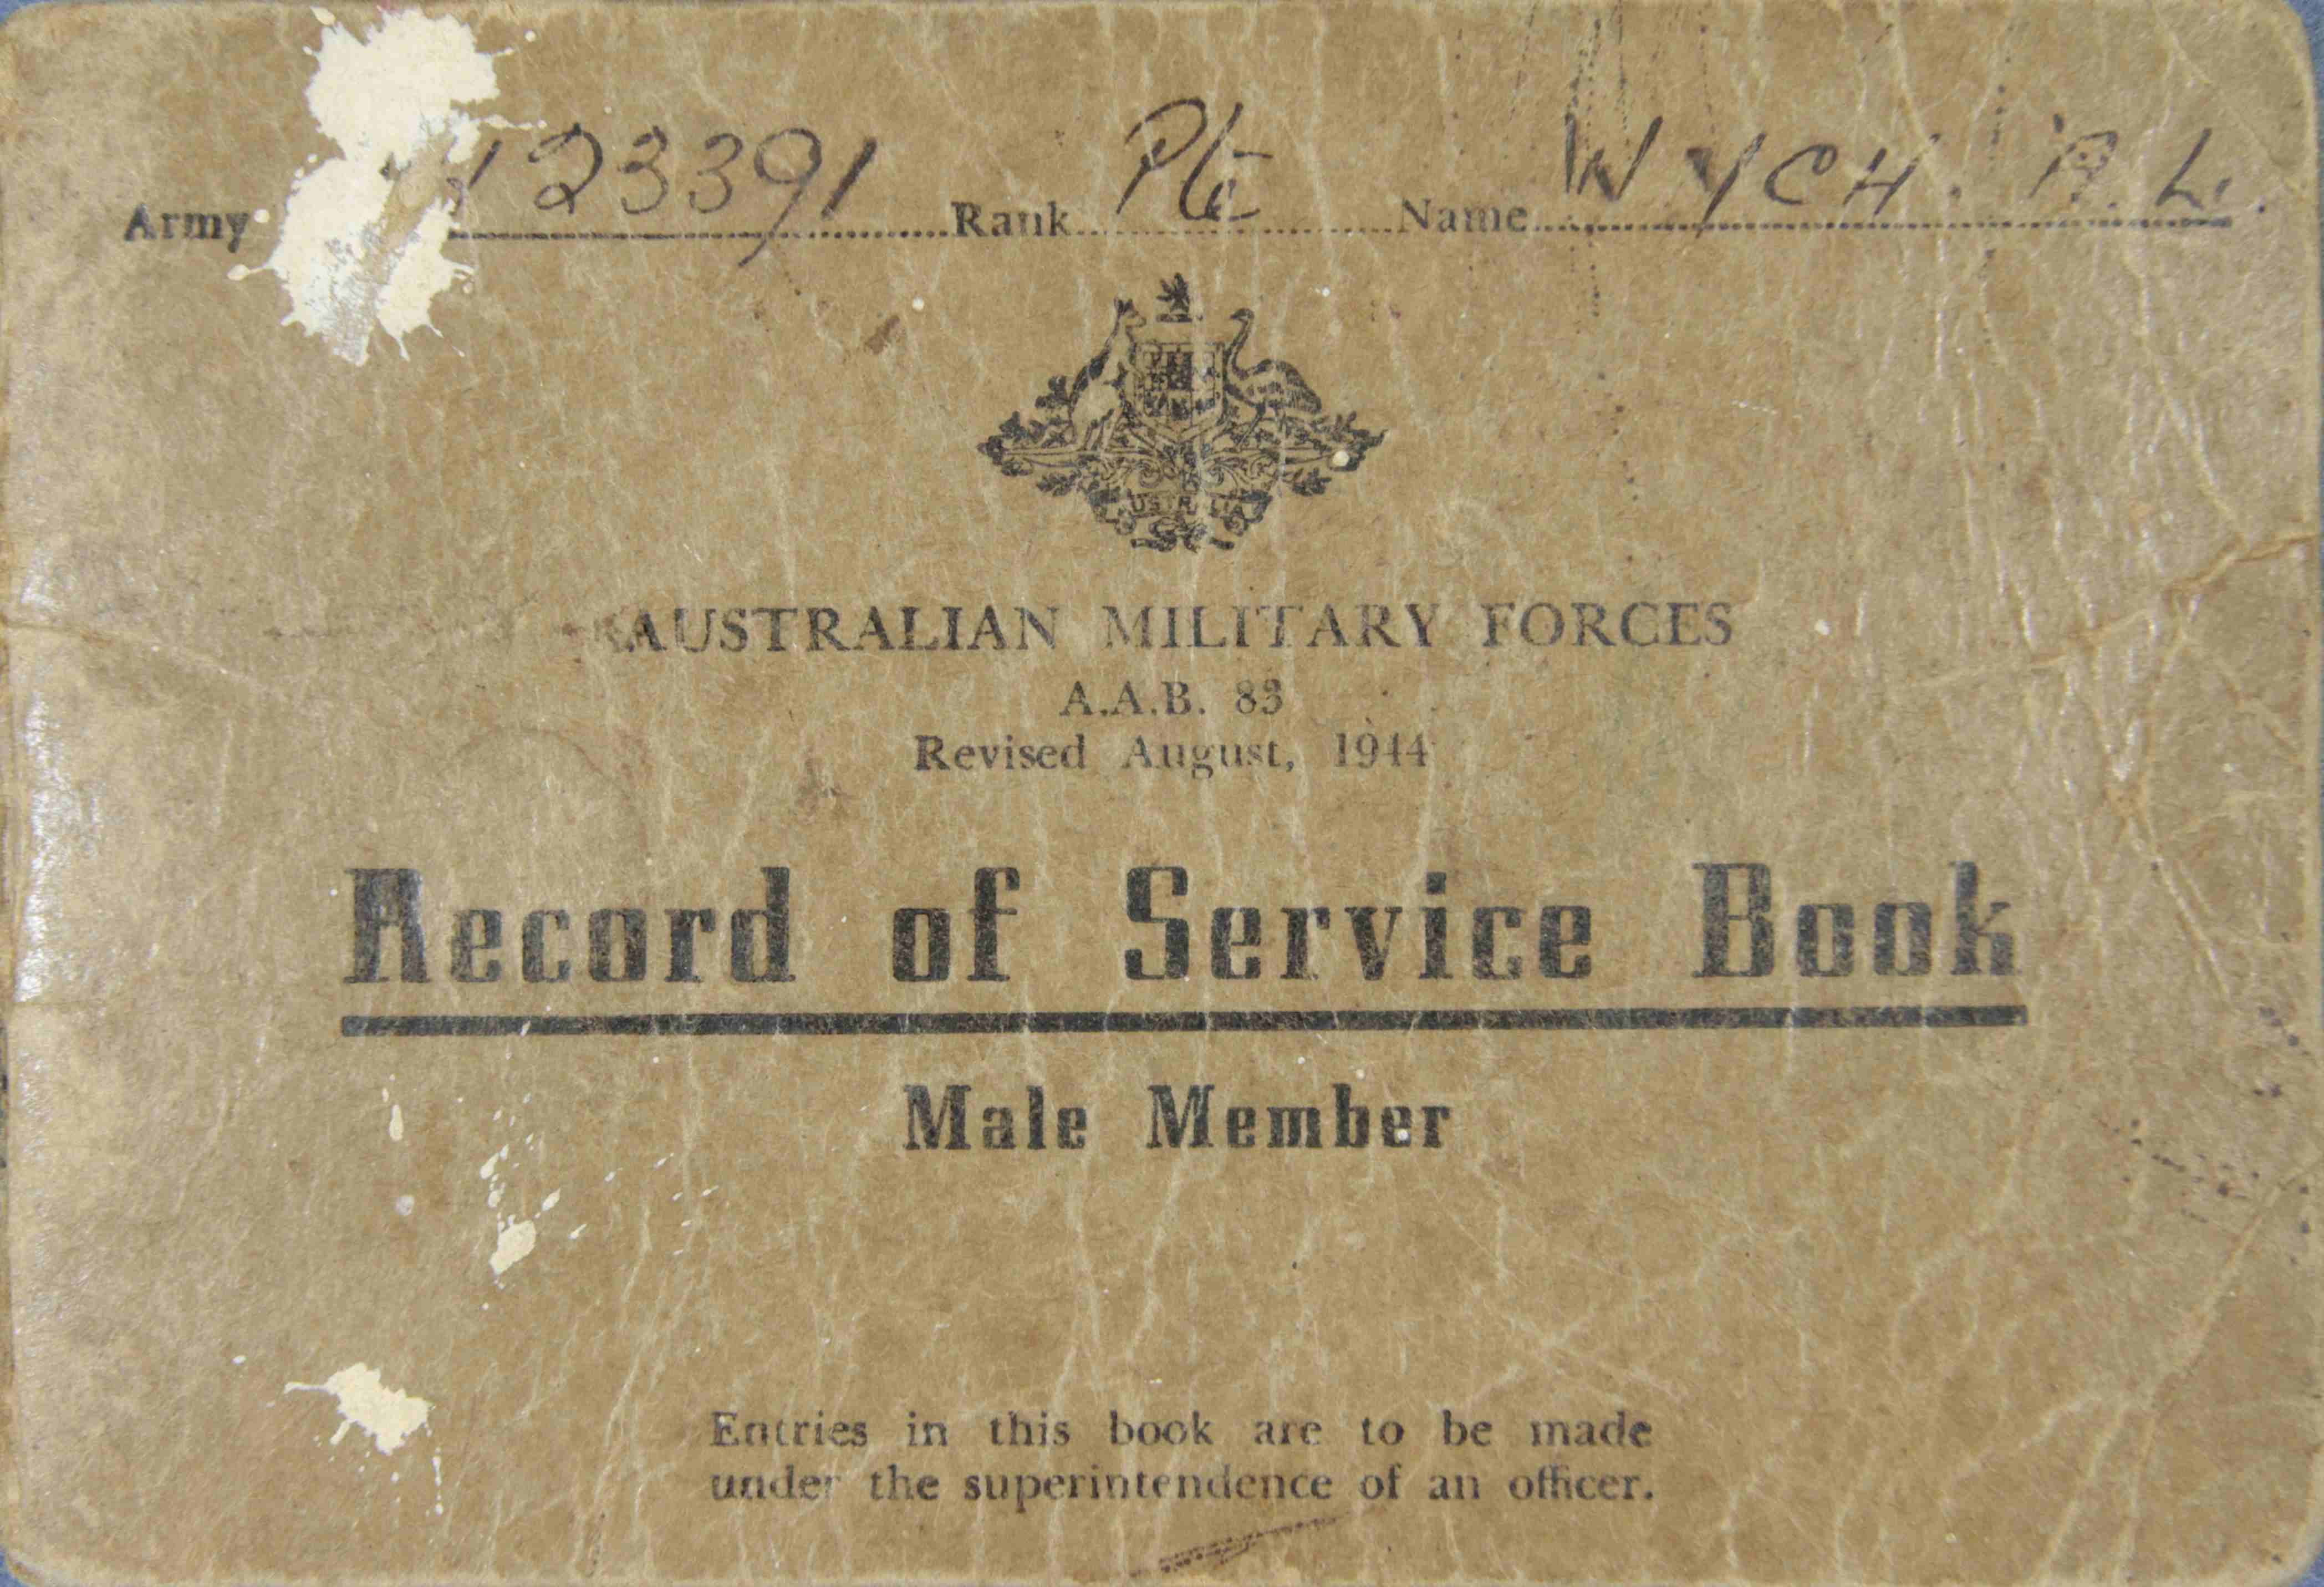 Army 423391 Rank Pte Name WYCH. L.
AUSTRALIA
AUSTRALIAN MILITARY FORCES
A.A.B. 83
Revised August, 1944
Record of Service Book
Male Member
Entries in this book are to be made
under the superintendence of an officer.